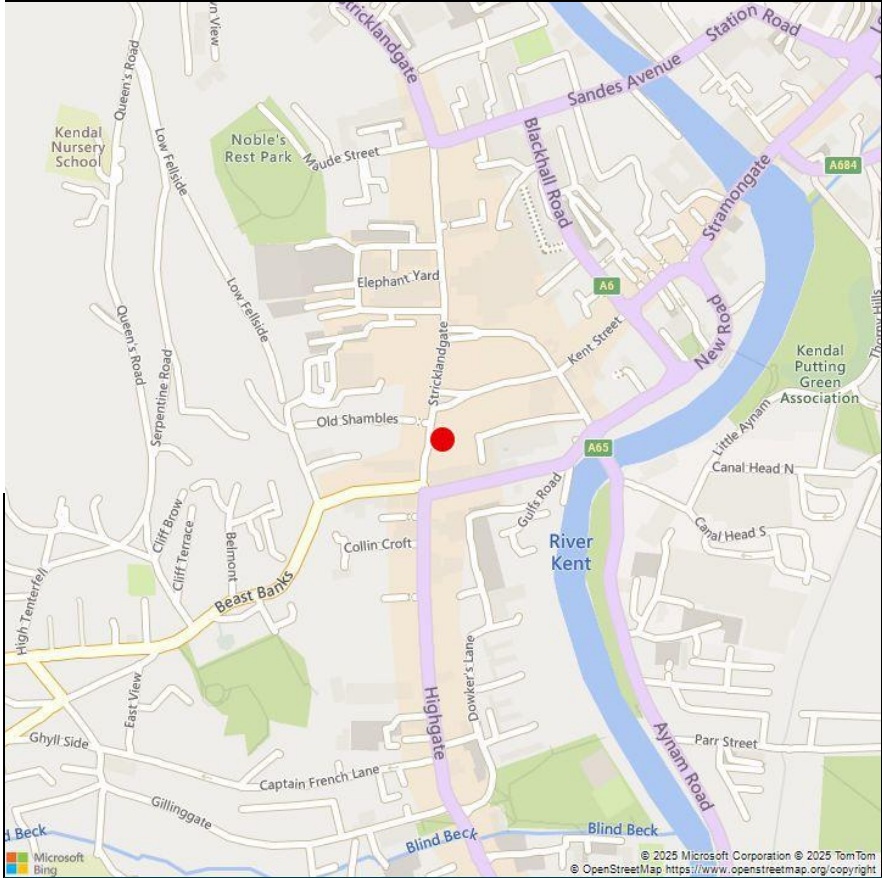 Stricklandgate
Station Road
wn View
Sandes Avenue
Queen's Road
Kendal
Nursery
School
Low Fellside
Noble's
Rest Park
Maude Street
Blackhall Road
A684
Stramongate
Elephant Yard
Low Fellside
A6
Queen's Road
Stricklandgate
Kent Street
New Road
Thorny Hills
Kendal
Putting
Green
Association
Serpentine Road
Old Shambles
Little Aynam
A65
Canal Head N
Gulfs Road
Canal Head S
Cliff Brow
Cliff Terrace
Belmont
Collin Croft
River
Kent
High Tenterfell
Beast Banks
Dowker's Lane
East View
Highgate
Ghyll Side
Aynam Road
Parr Street
Captain French Lane
Gillinggate
d Beck
Blind Beck
Blind Beck
Microsoft
Bing
© 2025 Microsoft Corporation © 2025 TomTom
© OpenStreetMap https://www.openstreetmap.org/copyright